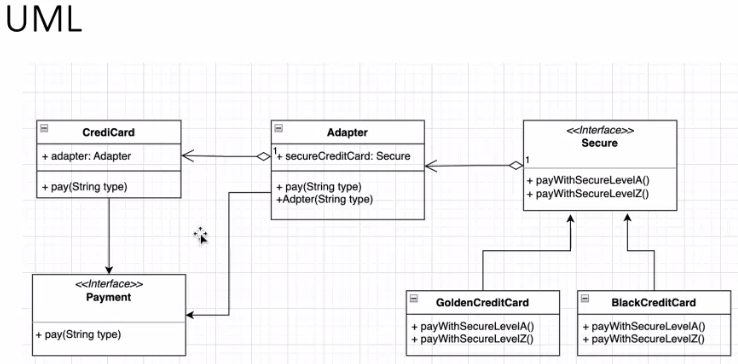 UML
CrediCard
+ adapter: Adapter
+ pay(String type)
Adapter
1
+ secureCreditCard: Secure
+ pay(String type)
+Adpter(String type)
<<Interface>>
Secure
1
+ payWithSecureLevelA()
+ payWithSecureLevelZ()
<<Interface>>
Payment
+ pay(String type)
GoldenCreditCard
+ payWithSecureLevelA()
+ payWithSecureLevelZ()
BlackCreditCard
+ payWithSecureLevelA()
+ payWithSecureLevelZ()